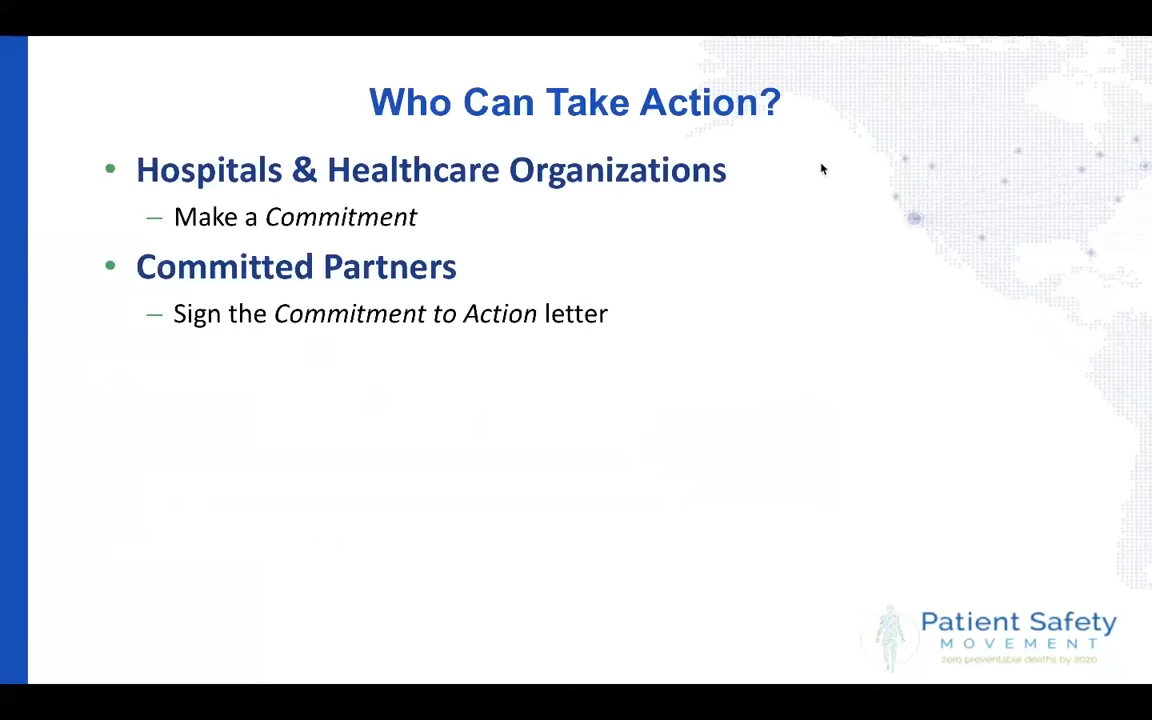 Who Can Take Action?
• Hospitals & Healthcare Organizations
– Make a Commitment
• Committed Partners
– Sign the Commitment to Action letter
Patient Safety
MOVEMENT
zero preventable deaths by 2020